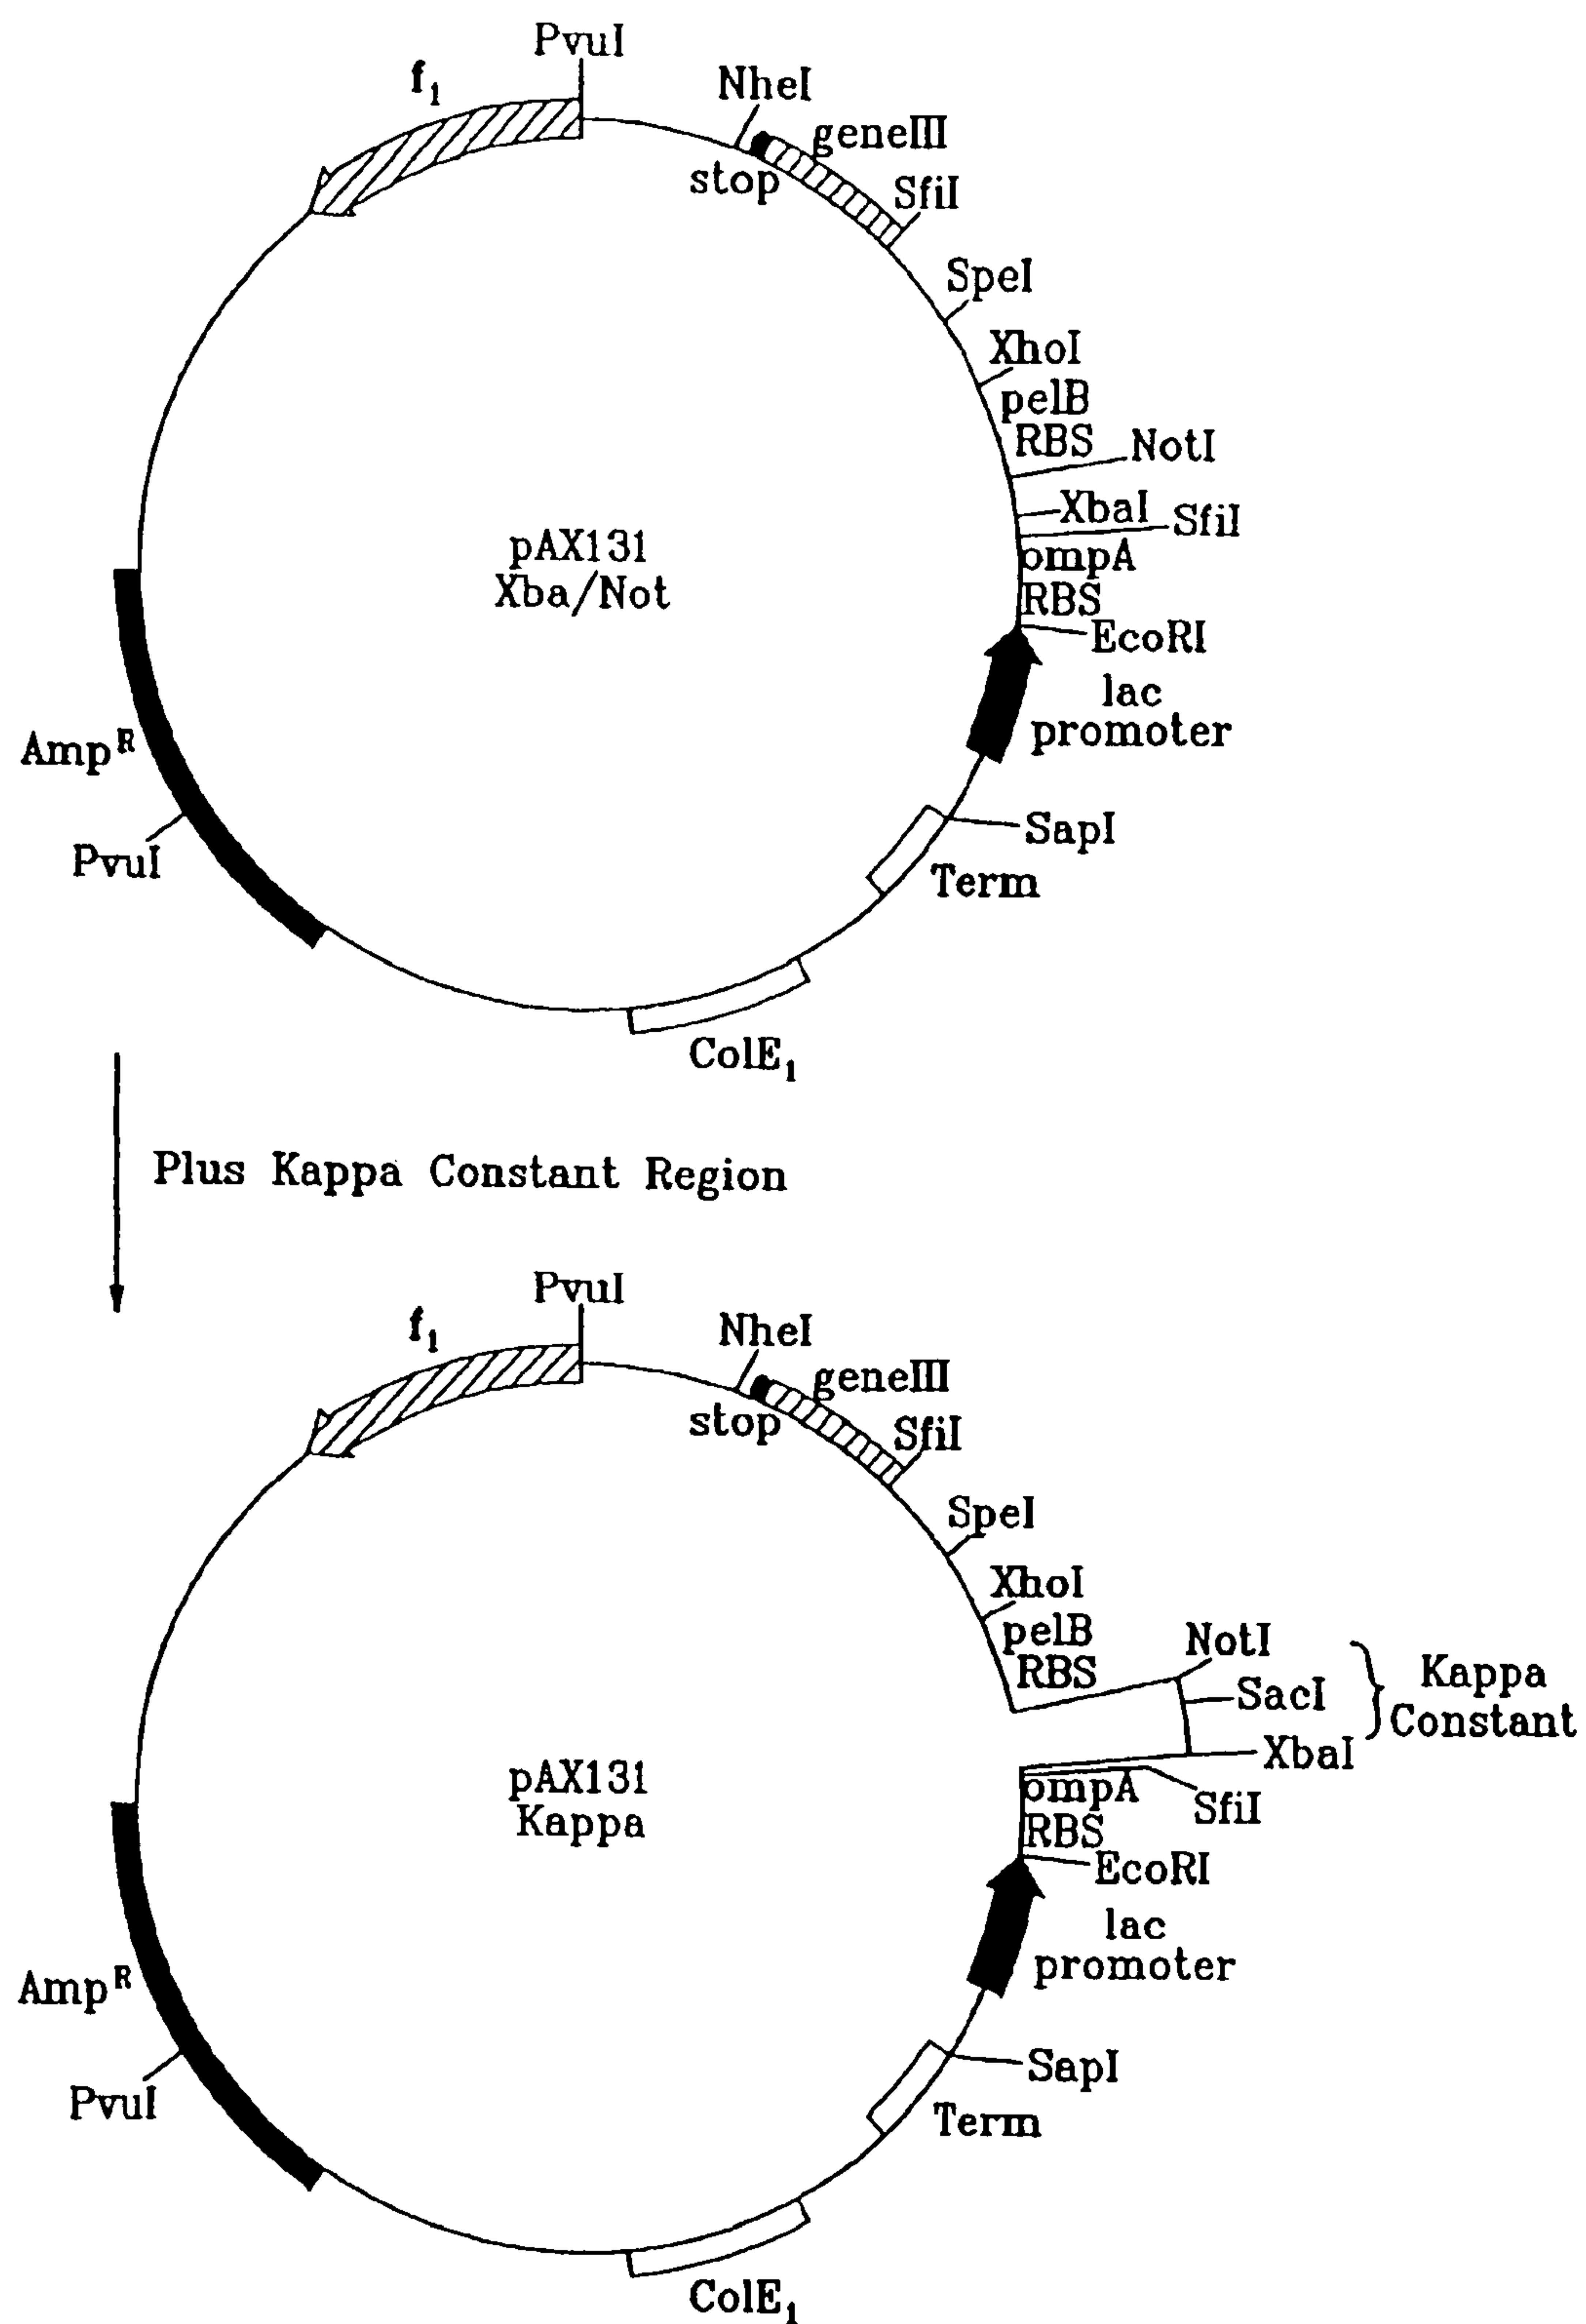 PvuI
f1
NheI
geneIII
stop
SfiI
SpeI
XhoI
pelB
RBS
NotI
XbaI
SfiI
pAX131
Xba/Not
ompA
RBS
EcoRI
lac
promoter
AmpR
SapI
PvuI
Term
ColE1
Plus Kappa Constant Region
PvuI
f1
NheI
geneIII
stop
SfiI
SpeI
XhoI
pelB
RBS
NotI
SacI
Kappa
Constant
XbaI
pAX131
Kappa
ompA
SfiI
RBS
EcoRI
lac
promoter
AmpR
SapI
PvuI
Term
ColE1